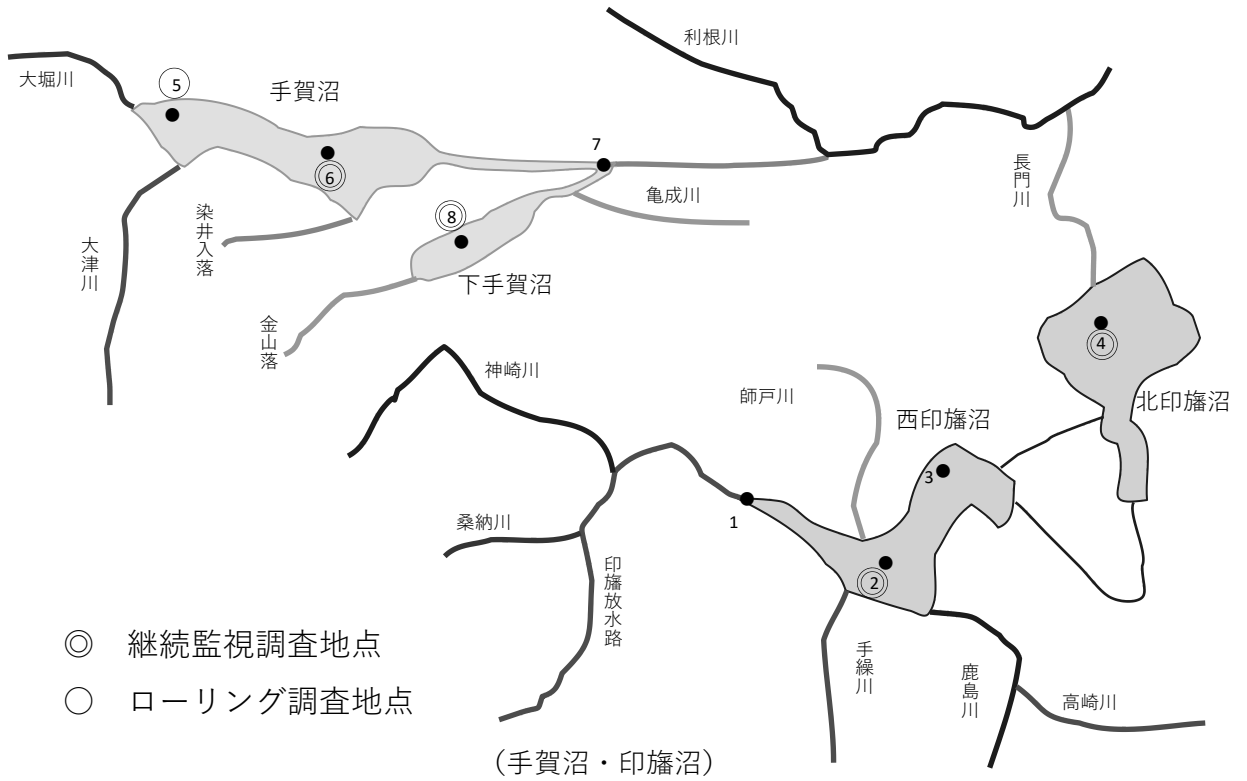 利根川
大堀川
5
手賀沼
7
長門川
6
亀成川
染井入落
8
大津川
下手賀沼
金山落
4
神崎川
師戸川
北印旛沼
西印旛沼
3
1
桑納川
印旛放水路
2
◎ 継続監視調査地点
手繰川
鹿島川
○ ローリング調査地点
高崎川
(手賀沼・印旛沼)